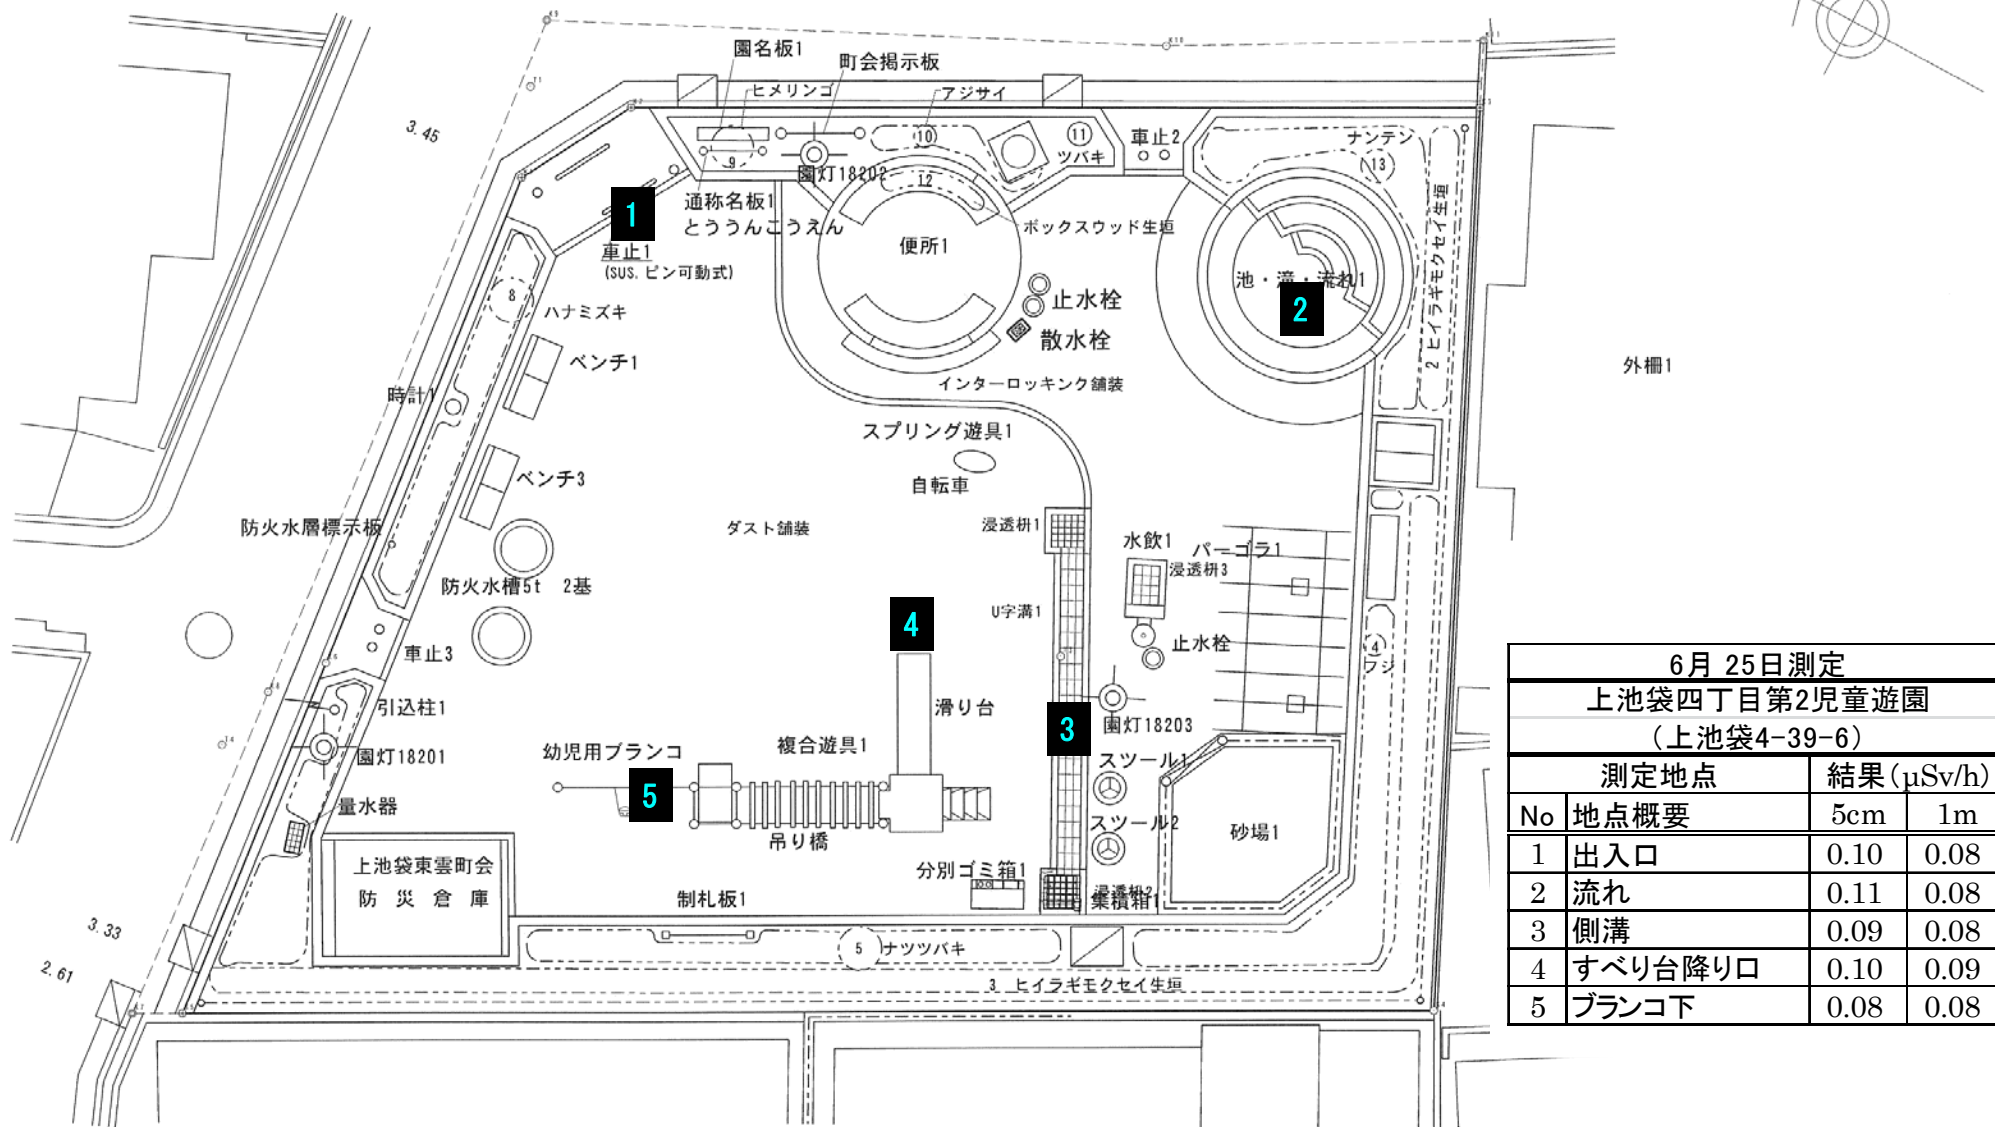 園名板1
町会掲示板
ヒメリンゴ
アジサイ
3.45
10
11
ツバキ
車止2
ナンテン
13
9
園灯18202
12
1
通称名板1
とううんこうえん
ボックスウッド生垣
車止1
(SUS.ピン可動式)
便所1
池・滝・流れ1
2
2 ヒイラギモクセイ生垣
8
ハナミズキ
止水栓
散水栓
ベンチ1
外柵1
時計1
インターロッキング舗装
スプリング遊具1
自転車
ベンチ3
防火水層標示板
ダスト舗装
浸透枡1
水飲1
パーゴラ1
浸透枡3
防火水槽5t 2基
4
U字溝1
車止3
止水栓
4
フジ
引込柱1
滑り台
3
園灯18203
園灯18201
幼児用ブランコ
複合遊具1
スツール1
5
量水器
吊り橋
スツール2
砂場1
上池袋東雲町会
防災倉庫
分別ゴミ箱1
制札板1
浸透枡2
集積箱1
3.33
2.61
5
ナツツバキ
3 ヒイラギモクセイ生垣
6月 25日測定
上池袋四丁目第2児童遊園
(上池袋4-39-6)
測定地点 結果(μSv/h)
No 地点概要 5cm 1m
1 出入口 0.10 0.08
2 流れ 0.11 0.08
3 側溝 0.09 0.08
4 すべり台降り口 0.10 0.09
5 ブランコ下 0.08 0.08